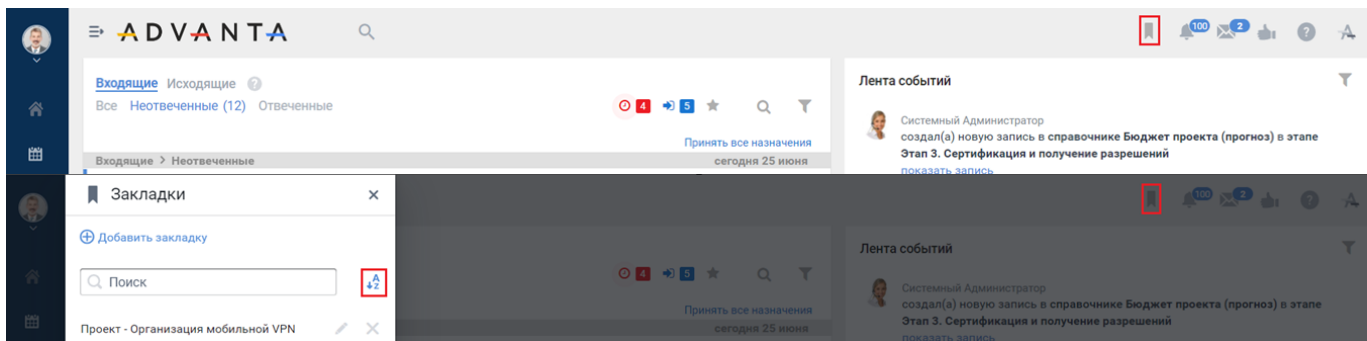 ADVANTA
100
2
?
Входящие Исходящие ?
Все Неотвеченные (12) Отвеченные
4 5
Принять все назначения
Входящие > Неотвеченные сегодня 25 июня
Лента событий
Системный Администратор
создал(а) новую запись в справочнике Бюджет проекта (прогноз) в этапе
Этап 3. Сертификация и получение разрешений
показать запись
Закладки
Добавить закладку
Поиск
AZ
Проект - Организация мобильной VPN
100
2
?
4 5
Принять все назначения
сегодня 25 июня
Лента событий
Системный Администратор
создал(а) новую запись в справочнике Бюджет проекта (прогноз) в этапе
Этап 3. Сертификация и получение разрешений
показать запись